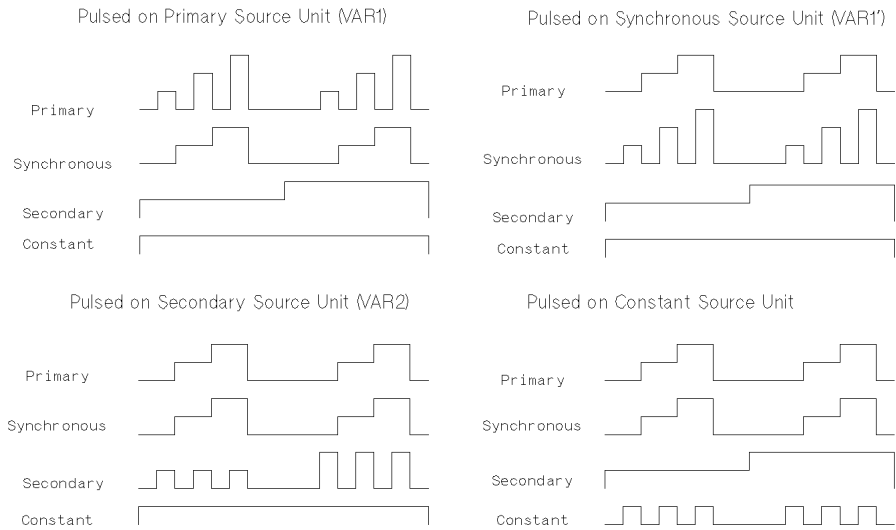 Pulsed on Primary Source Unit (VAR1)
Primary
Synchronous
Secondary
Constant
Pulsed on Synchronous Source Unit (VAR1')
Primary
Synchronous
Secondary
Constant
Pulsed on Secondary Source Unit (VAR2)
Primary
Synchronous
Secondary
Constant
Pulsed on Constant Source Unit
Primary
Synchronous
Secondary
Constant